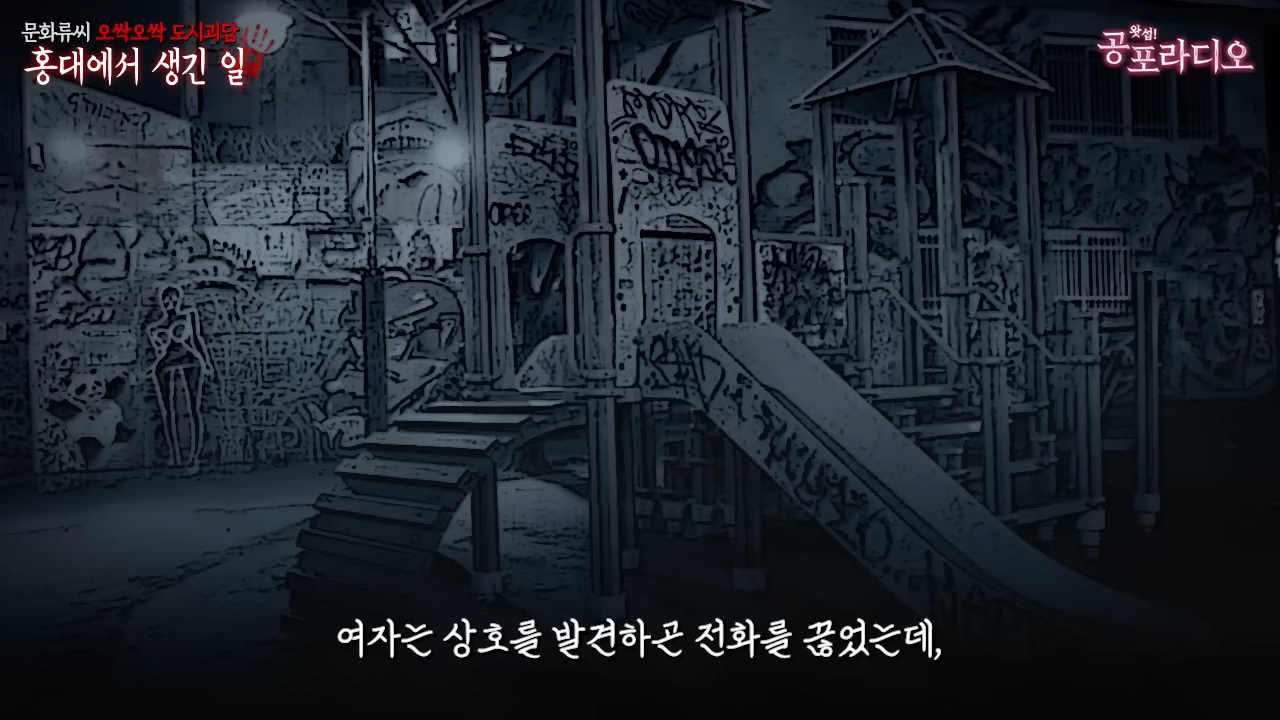 문화류씨 오싹오싹 도시괴담
홍대에서 생긴 일
왓섭!
공포라디오
여자는 상호를 발견하곤 전화를 끊었는데,